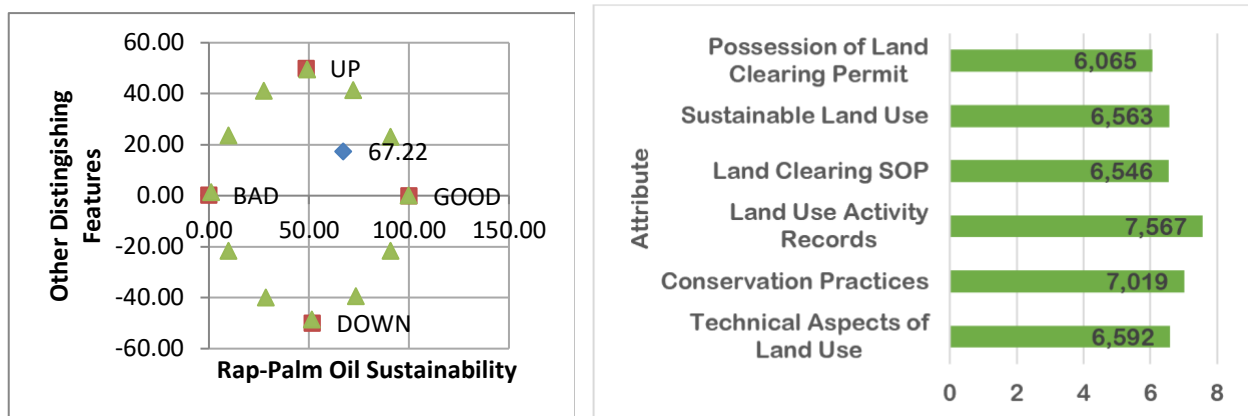 60.00
40.00
20.00
0.00
-20.00
-40.00
-60.00
Other Distingishing
Features
UP
67.22
BAD
GOOD
DOWN
0.00 50.00 100.00 150.00
Rap-Palm Oil Sustainability
Attribute
Possession of Land
Clearing Permit
6,065
Sustainable Land Use
6,563
Land Clearing SOP
6,546
Land Use Activity
Records
7,567
Conservation Practices
7,019
Technical Aspects of
Land Use
6,592
0 2 4 6 8